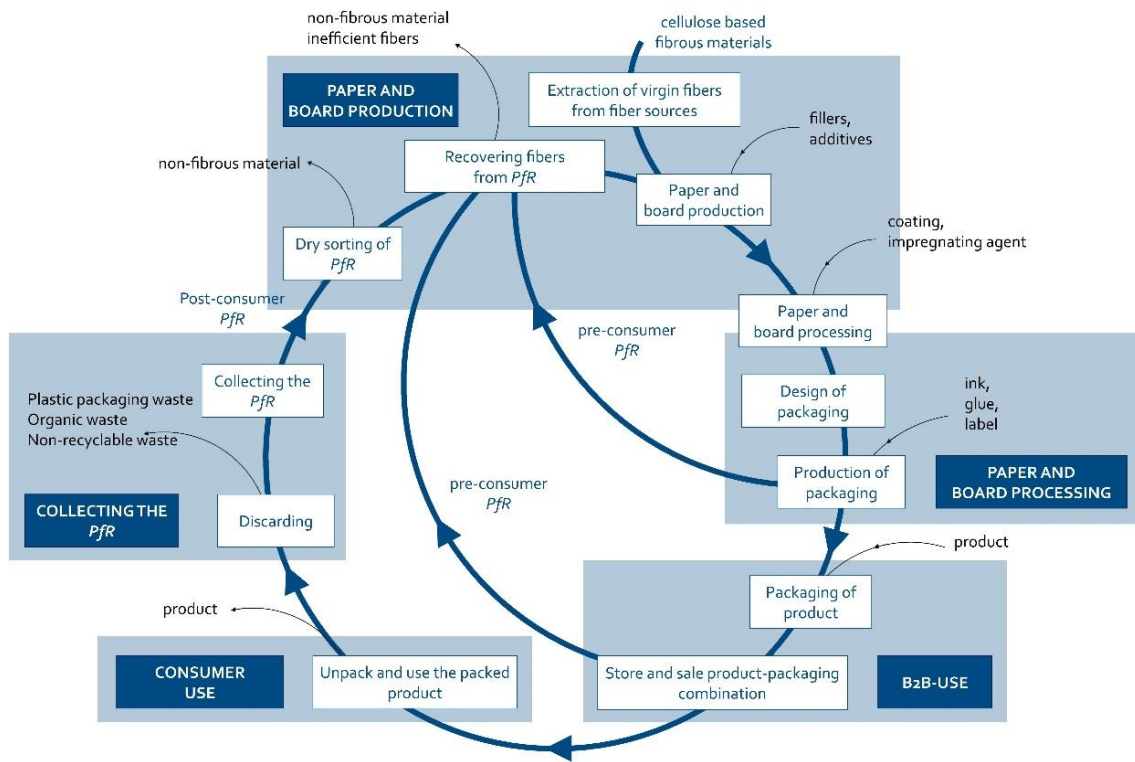 non-fibrous material
inefficient fibers
cellulose based
fibrous materials
PAPER AND
BOARD PRODUCTION
Extraction of virgin fibers
from fiber sources
fillers,
additives
non-fibrous material
Recovering fibers
from PfR
Paper and
board production
Dry sorting of
PfR
coating,
impregnating agent
Post-consumer
PfR
Paper and
board processing
pre-consumer
PfR
Collecting the
PfR
Plastic packaging waste
Organic waste
Non-recyclable waste
Design of
packaging
ink,
glue,
label
Production of
packaging
PAPER AND
BOARD PROCESSING
pre-consumer
PfR
COLLECTING THE
PfR
Discarding
product
Packaging of
product
product
CONSUMER
USE
Unpack and use the packed
product
Store and sale product-packaging
combination
B2B-USE